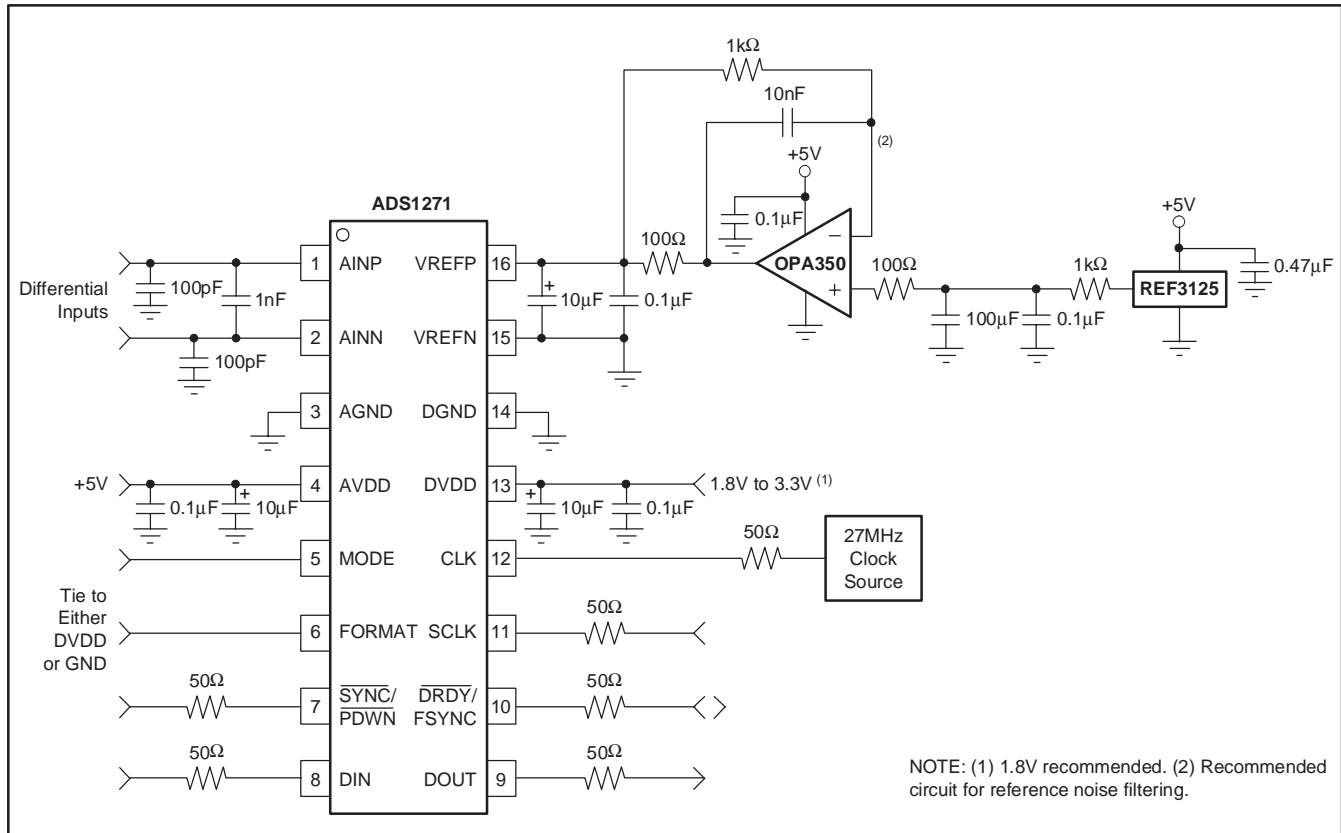 1kΩ
10nF
(2)
+5V
ADS1271
0.1µF
+5V
100Ω
OPA350
−
+
100Ω
1kΩ
REF3125
0.47µF
1 AINP VREFP 16
100pF
1nF
Differential
Inputs
+
10µF
0.1µF
100µF
0.1µF
2 AINN VREFN 15
100pF
3 AGND DGND 14
+5V
4 AVDD DVDD 13
1.8V to 3.3V (1)
0.1µF
+
10µF
+
10µF
0.1µF
50Ω
27MHz
Clock
Source
5 MODE CLK 12
Tie to
Either
DVDD
or GND
50Ω
6 FORMAT SCLK 11
50Ω
50Ω
7 SYNC/ DRDY/ 10
PDWN FSYNC
50Ω
50Ω
8 DIN DOUT 9
NOTE: (1) 1.8V recommended. (2) Recommended
circuit for reference noise filtering.